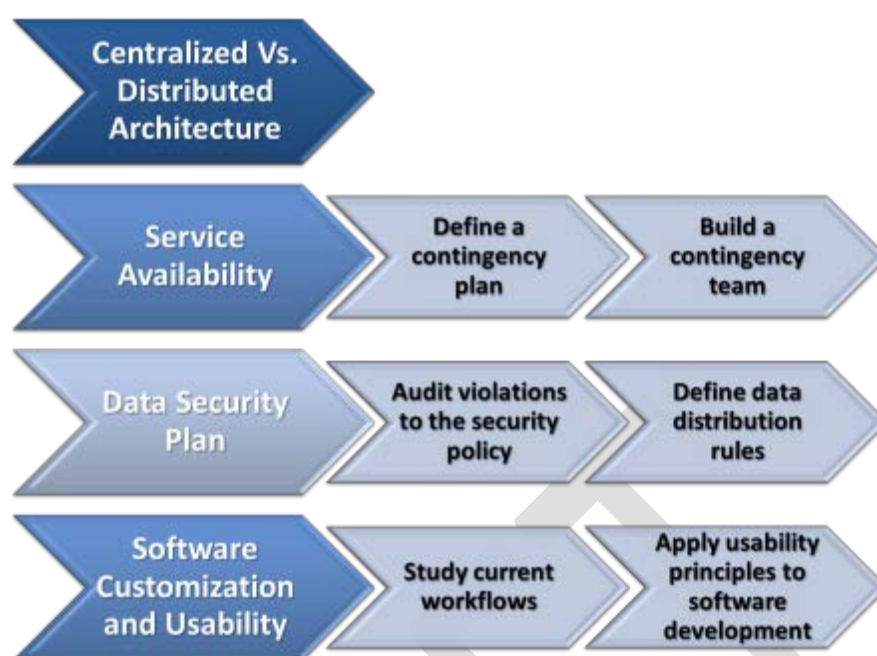 Centralized Vs.
Distributed
Architecture
Service
Availability
Define a
contingency
plan
Build a
contingency
team
Data Security
Plan
Audit violations
to the security
policy
Define data
distribution
rules
Software
Customization
and Usability
Study current
workflows
Apply usability
principles to
software
development